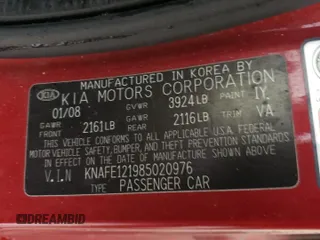 MANUFACTURED IN KOREA BY
KIA KIA MOTORS CORPORATION
01/08 GVWR 3924LB PAINT IY
GAWR FRONT 2161LB GAWR REAR 2116LB TRIM VA
THIS VEHICLE CONFORMS TO ALL APPLICABLE U.S.A. FEDERAL
MOTOR VEHICLE SAFETY, BUMPER, AND THEFT PREVENTION STANDARDS
IN EFFECT ON THE DATE OF MANUFACTURE SHOWN ABOVE.
V.I.N KNAFE121985020976
TYPE PASSENGER CAR
DREAMBID